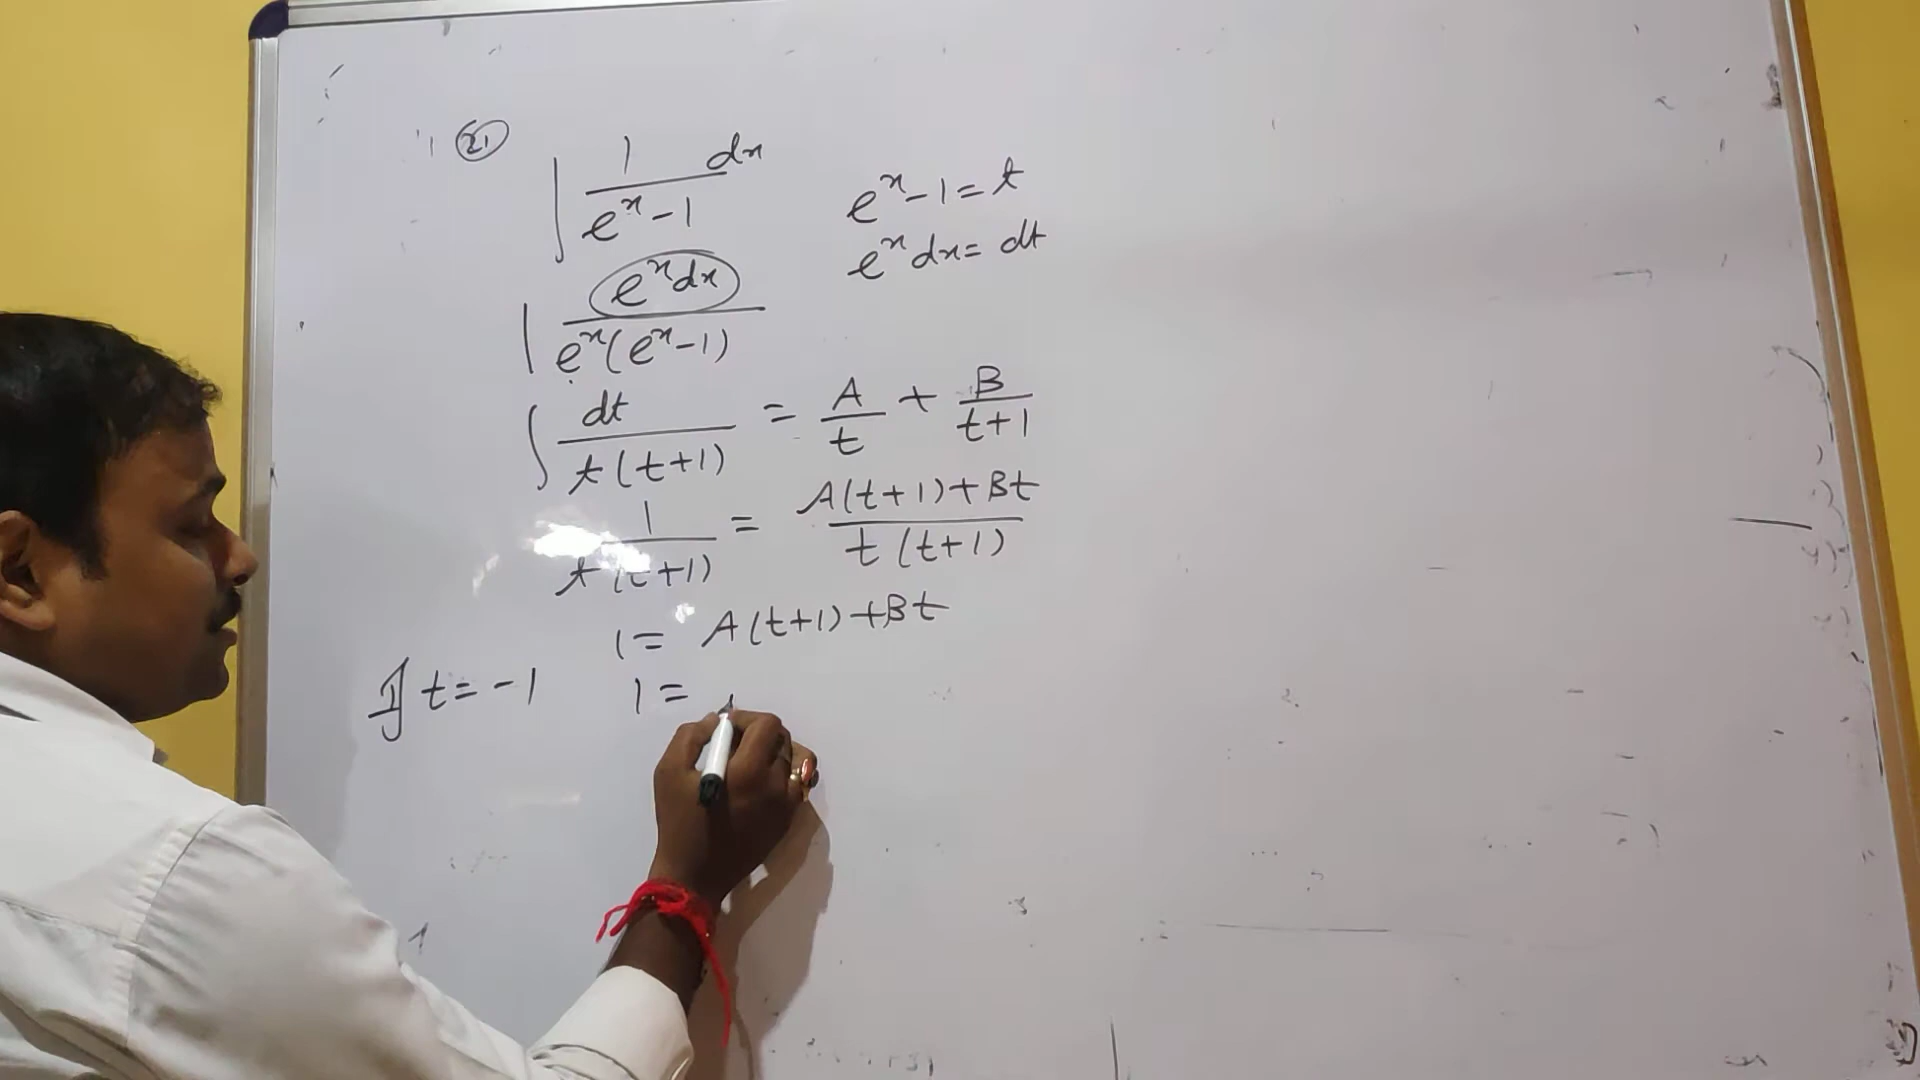 21
∫ 1/(e^x - 1) dx
e^x - 1 = t
e^x dx = dt
∫ e^x dx / e^x (e^x - 1)
∫ dt / t(t+1) = A/t + B/(t+1)
1 / t(t+1) = A(t+1)+Bt / t(t+1)
1 = A(t+1)+Bt
If t = -1 1 =